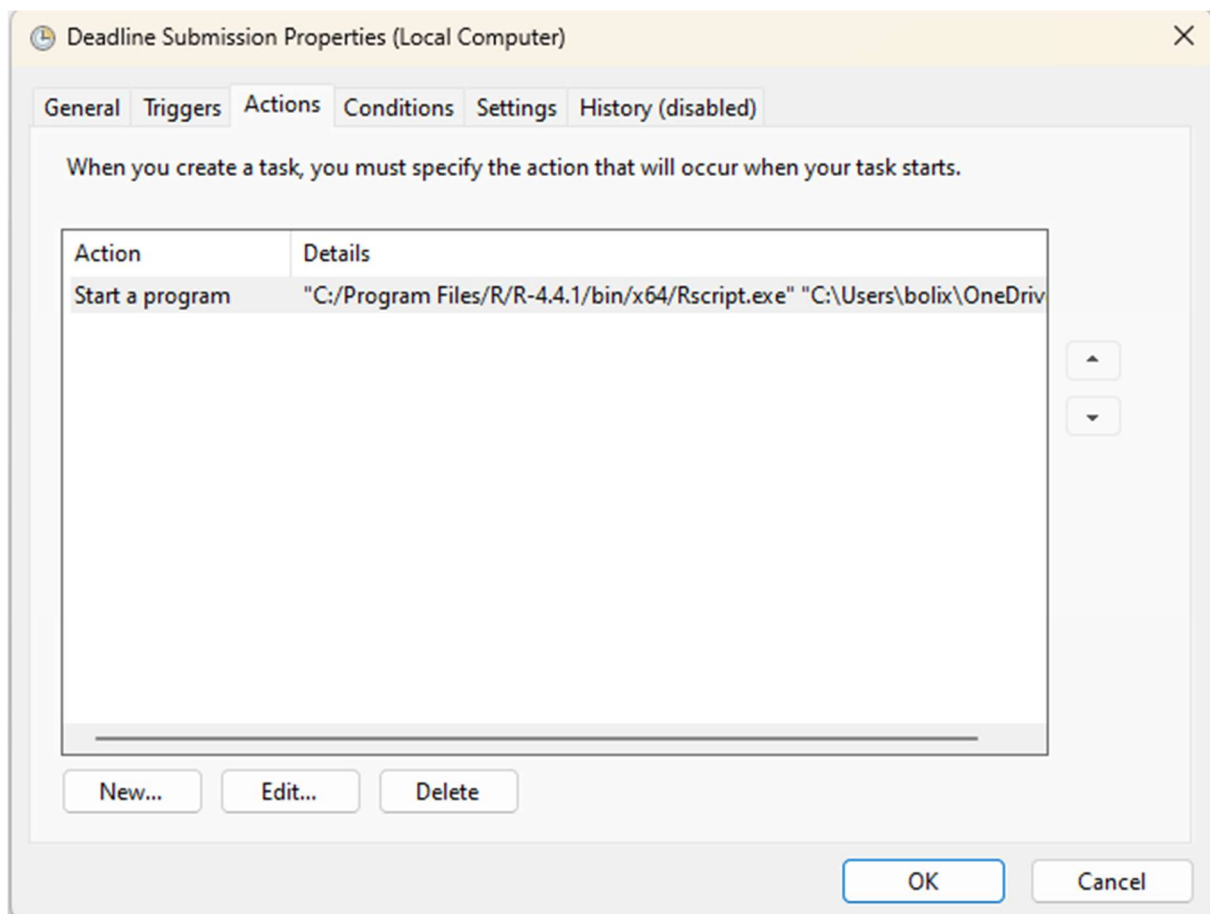 Deadline Submission Properties (Local Computer)
General Triggers Actions Conditions Settings History (disabled)
When you create a task, you must specify the action that will occur when your task starts.
Action Details
Start a program "C:/Program Files/R/R-4.4.1/bin/x64/Rscript.exe" "C:\Users\bolix\OneDriv
New... Edit... Delete
OK Cancel